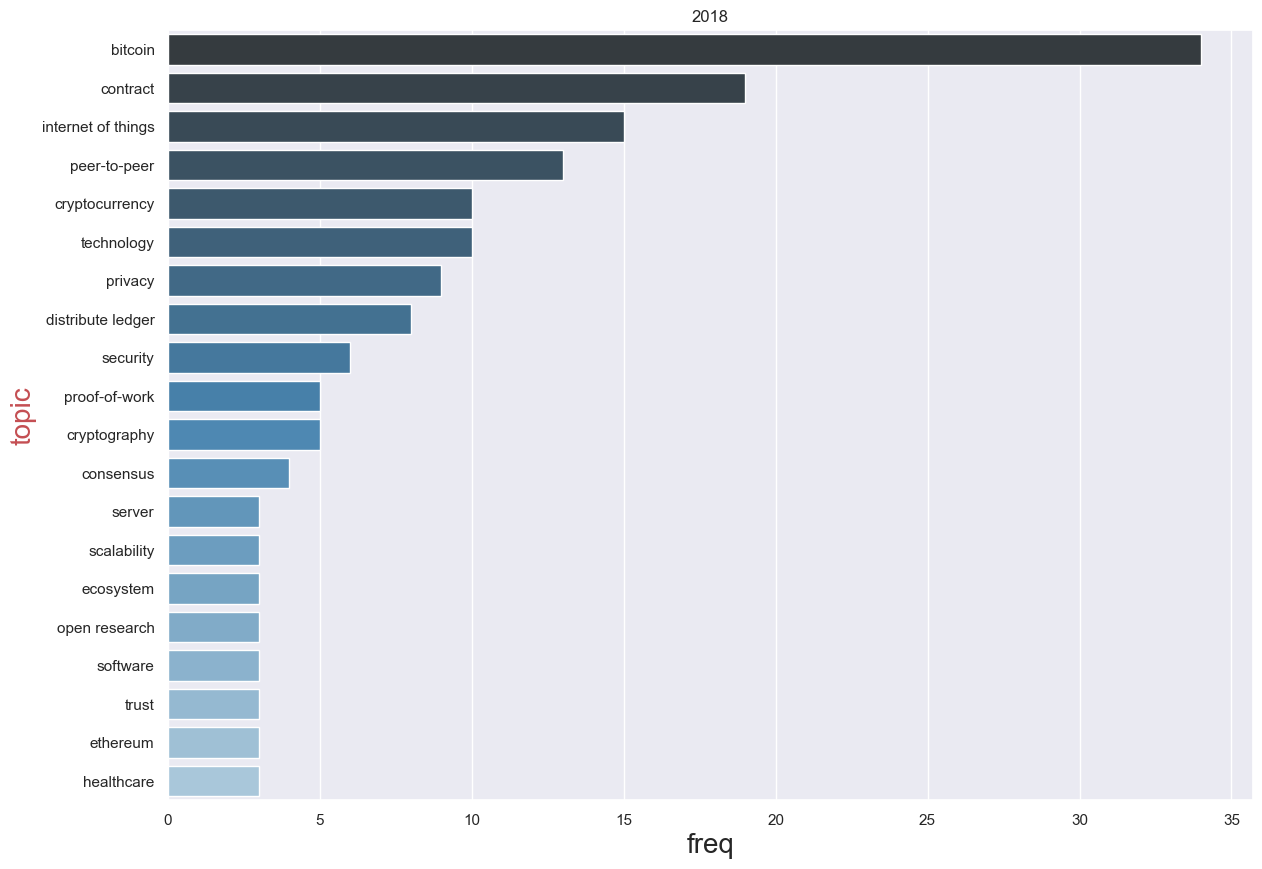 2018
bitcoin
contract
internet of things
peer-to-peer
cryptocurrency
technology
privacy
distribute ledger
security
proof-of-work
cryptography
consensus
server
scalability
ecosystem
open research
software
trust
ethereum
healthcare
topic
0 5 10 15 20 25 30 35
freq